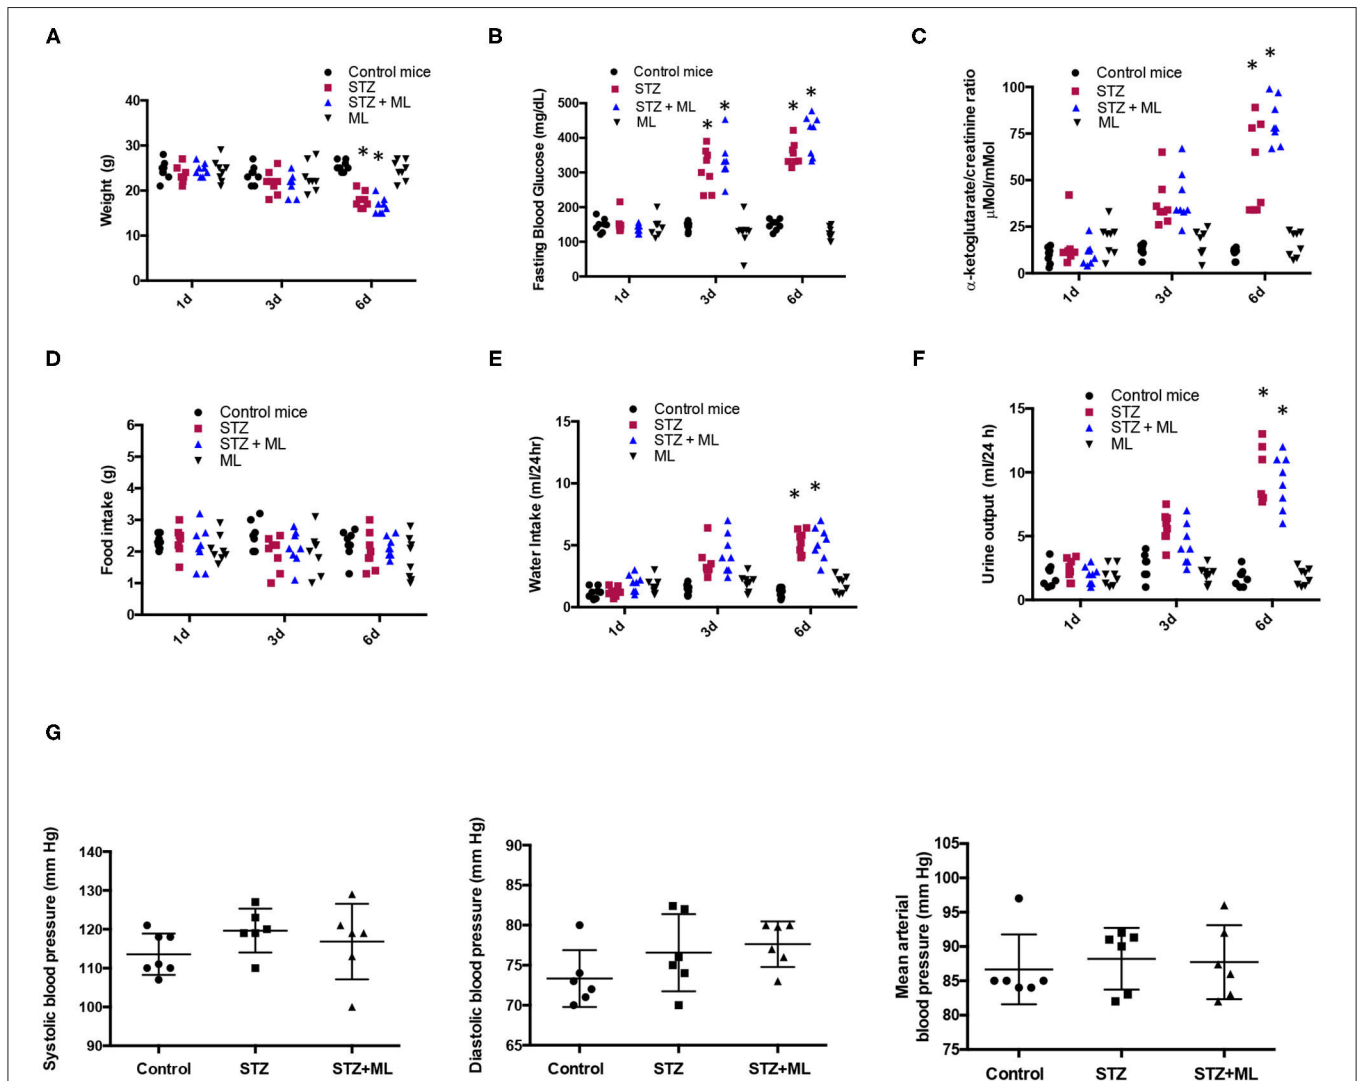 A
Control mice
STZ
STZ + ML
ML
Weight (g)
40
30
20
10
0
* *
1d
3d
6d
B
Control mice
STZ
STZ + ML
ML
Fasting Blood Glucose (mg/dL)
500
400
300
200
100
0
* *
* *
1d
3d
6d
C
Control mice
STZ
STZ + ML
ML
α-ketoglutarate/creatinine ratio
µMol/mMol
100
75
50
25
0
* *
1d
3d
6d
D
Control mice
STZ
STZ + ML
ML
Food intake (g)
6
5
4
3
2
1
0
1d
3d
6d
E
Control mice
STZ
STZ + ML
ML
Water Intake (ml/24hr)
15
10
5
0
* *
1d
3d
6d
F
Control mice
STZ
STZ + ML
ML
Urine output (ml/24 h)
15
10
5
0
* *
1d
3d
6d
G
Systolic blood pressure (mm Hg)
140
130
120
110
100
90
Control
STZ
STZ+ML
Diastolic blood pressure (mm Hg)
90
85
80
75
70
65
Control
STZ
STZ+ML
Mean arterial
blood pressure (mm Hg)
105
100
95
90
85
80
75
Control
STZ
STZ+ML